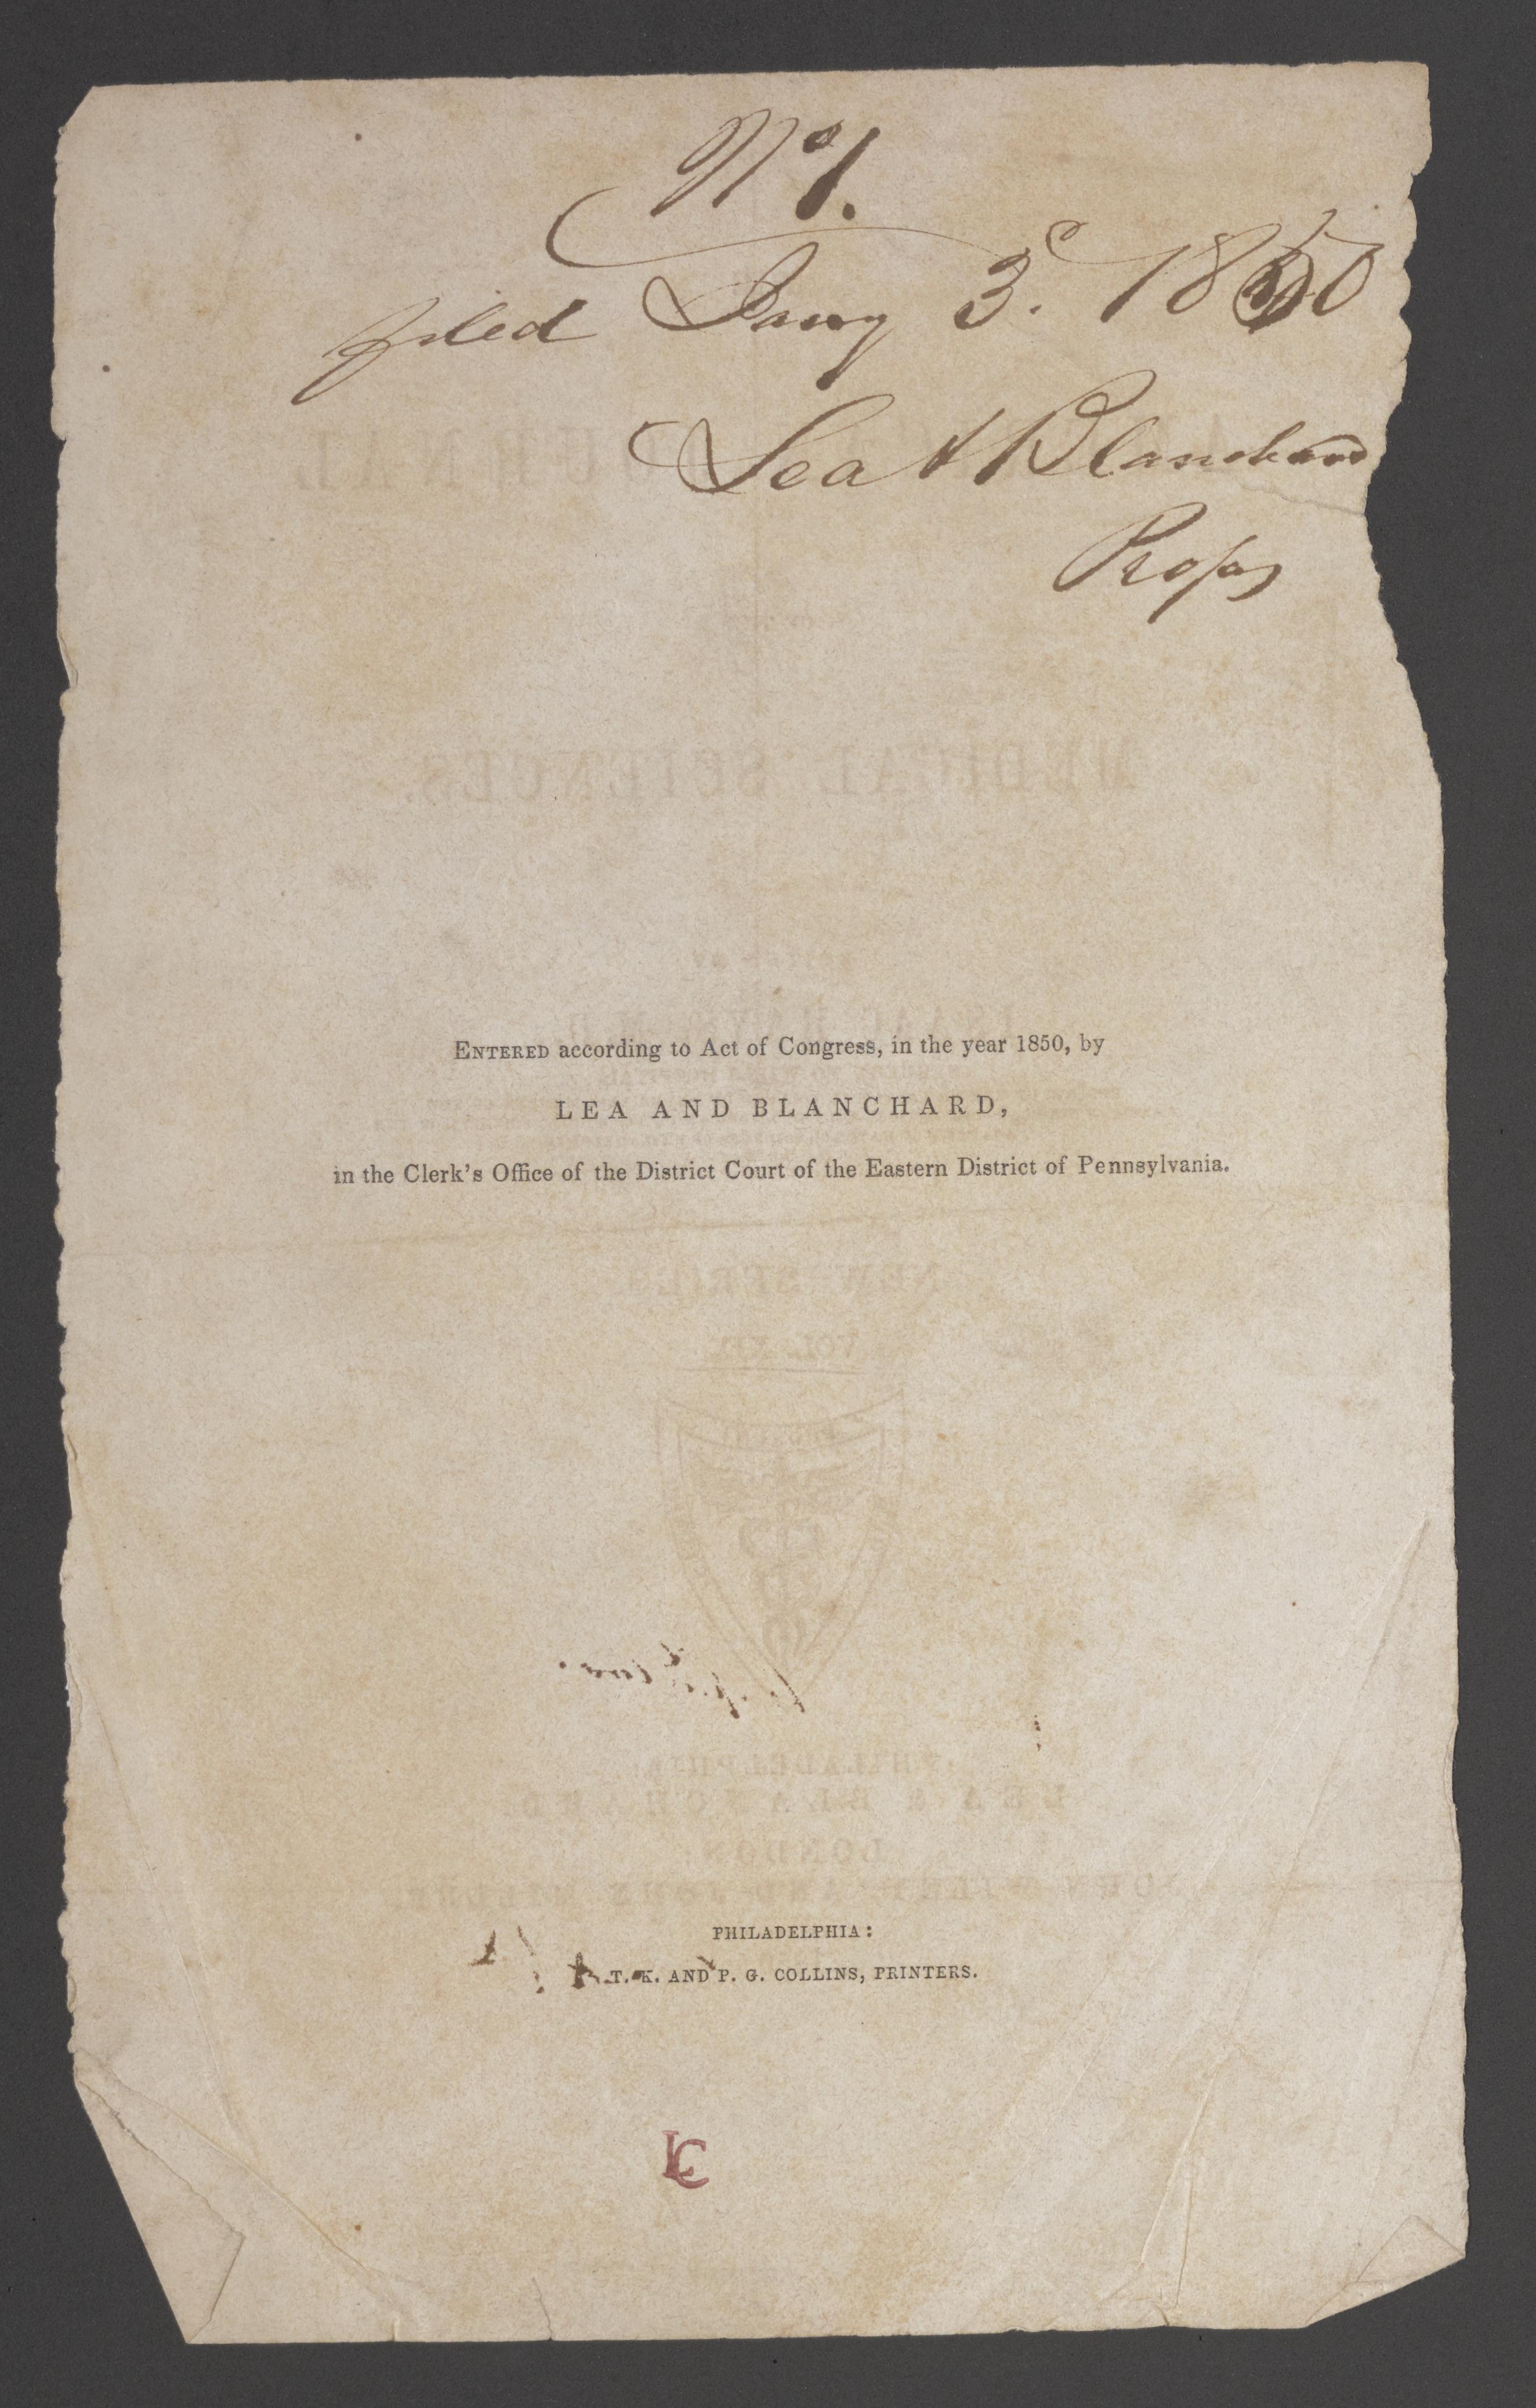 No 1.
filed Jany 3d. 1850
Lea & Blanchard
Propr
ENTERED according to Act of Congress, in the year 1850, by
LEA AND BLANCHARD,
in the Clerk's Office of the District Court of the Eastern District of Pennsylvania.
PHILADELPHIA:
T. K. AND P. G. COLLINS, PRINTERS.
LC